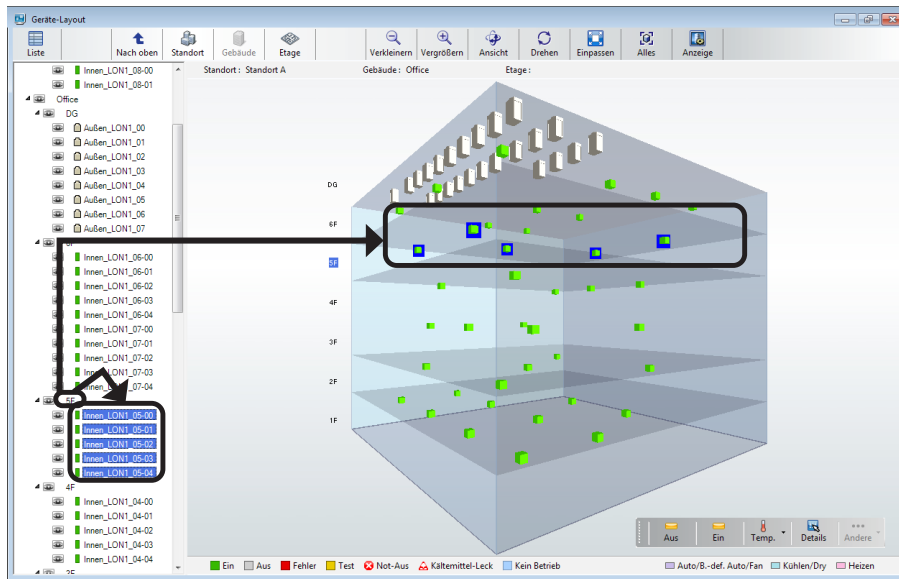 Geräte-Layout
Liste
Nach oben
Standort
Gebäude
Etage
Verkleinern
Vergrößern
Ansicht
Drehen
Einpassen
Alles
Anzeige
Standort : Standort A
Gebäude : Office
Etage :
Innen_LON1_08-00
Innen_LON1_08-01
Office
DG
Außen_LON1_00
Außen_LON1_01
Außen_LON1_02
Außen_LON1_03
Außen_LON1_04
Außen_LON1_05
Außen_LON1_06
Außen_LON1_07
Innen_LON1_06-00
Innen_LON1_06-01
Innen_LON1_06-02
Innen_LON1_06-03
Innen_LON1_06-04
Innen_LON1_07-00
Innen_LON1_07-01
Innen_LON1_07-02
Innen_LON1_07-03
Innen_LON1_07-04
5F
Innen_LON1_05-00
Innen_LON1_05-01
Innen_LON1_05-02
Innen_LON1_05-03
Innen_LON1_05-04
4F
Innen_LON1_04-00
Innen_LON1_04-01
Innen_LON1_04-02
Innen_LON1_04-03
Innen_LON1_04-04
DG
6F
5F
4F
3F
2F
1F
Aus
Ein
Temp.
Details
Andere
Ein
Aus
Fehler
Test
Not-Aus
Kältemittel-Leck
Kein Betrieb
Auto/B.-def. Auto/Fan
Kühlen/Dry
Heizen